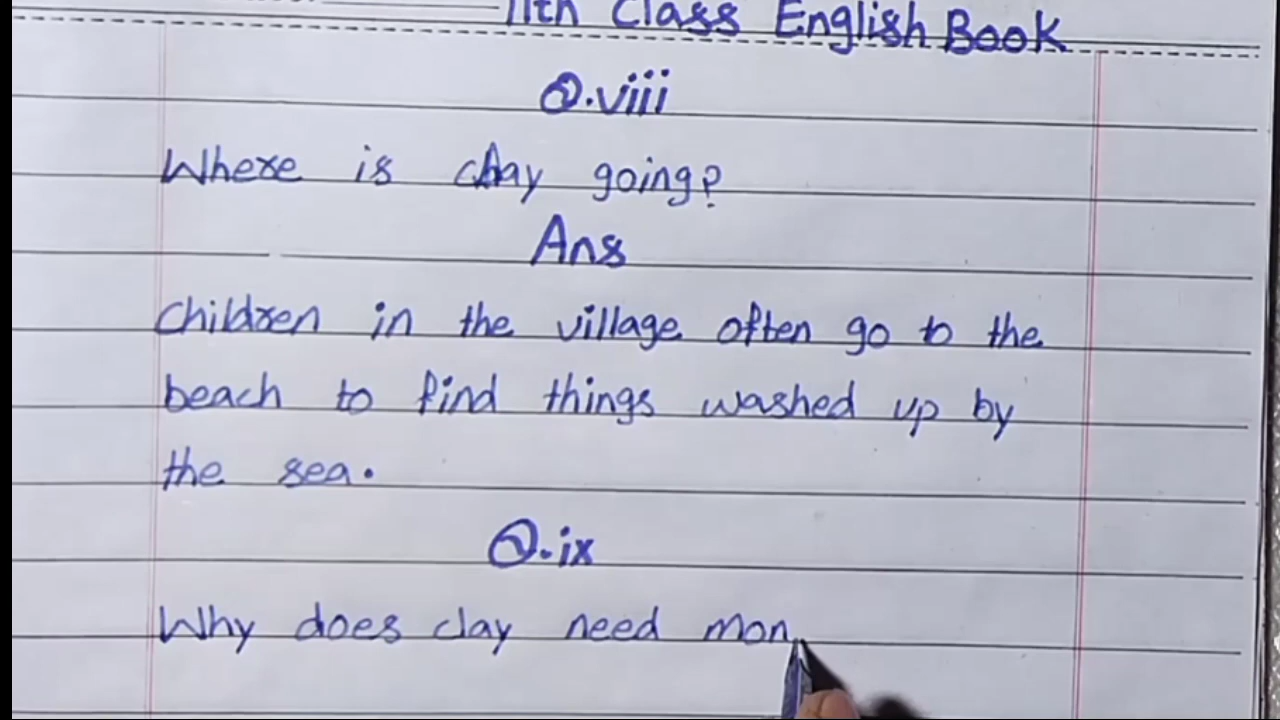 11th Class English Book
Q.viii
Where is clay going?
Ans
Children in the village often go to the
beach to find things washed up by
the sea.
Q.ix
Why does clay need mon